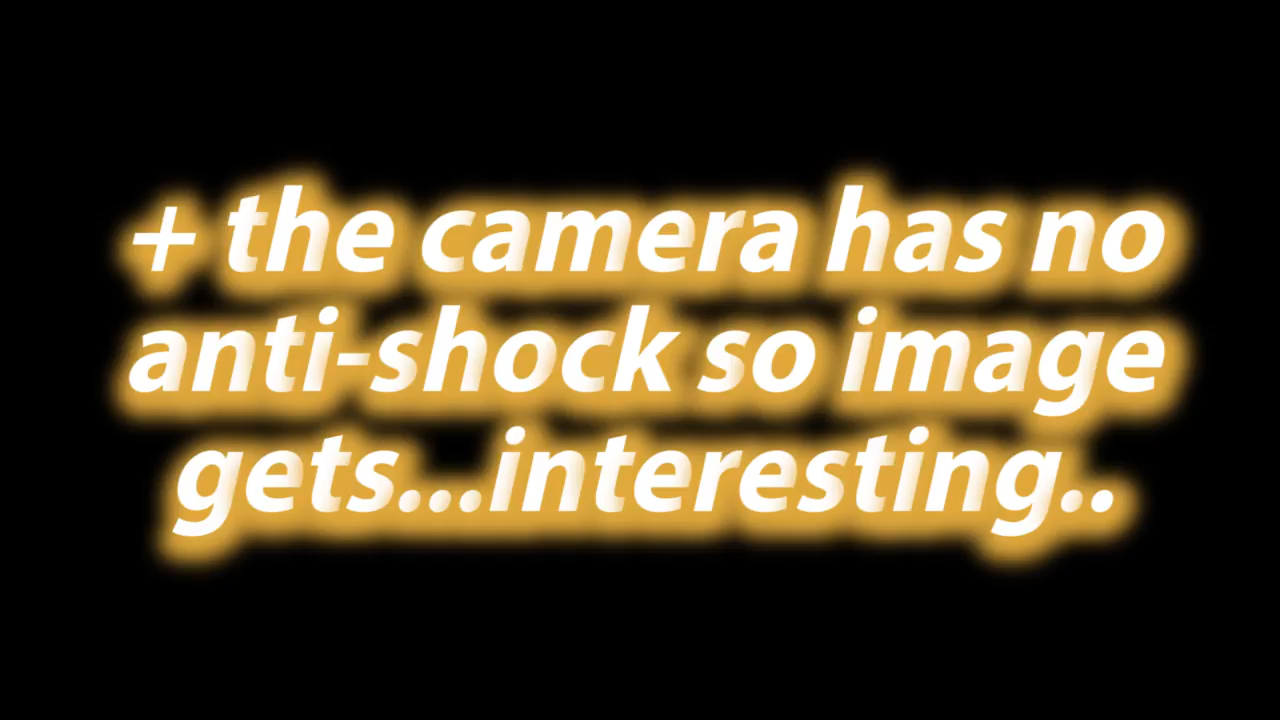 + the camera has no
anti-shock so image
gets...interesting..